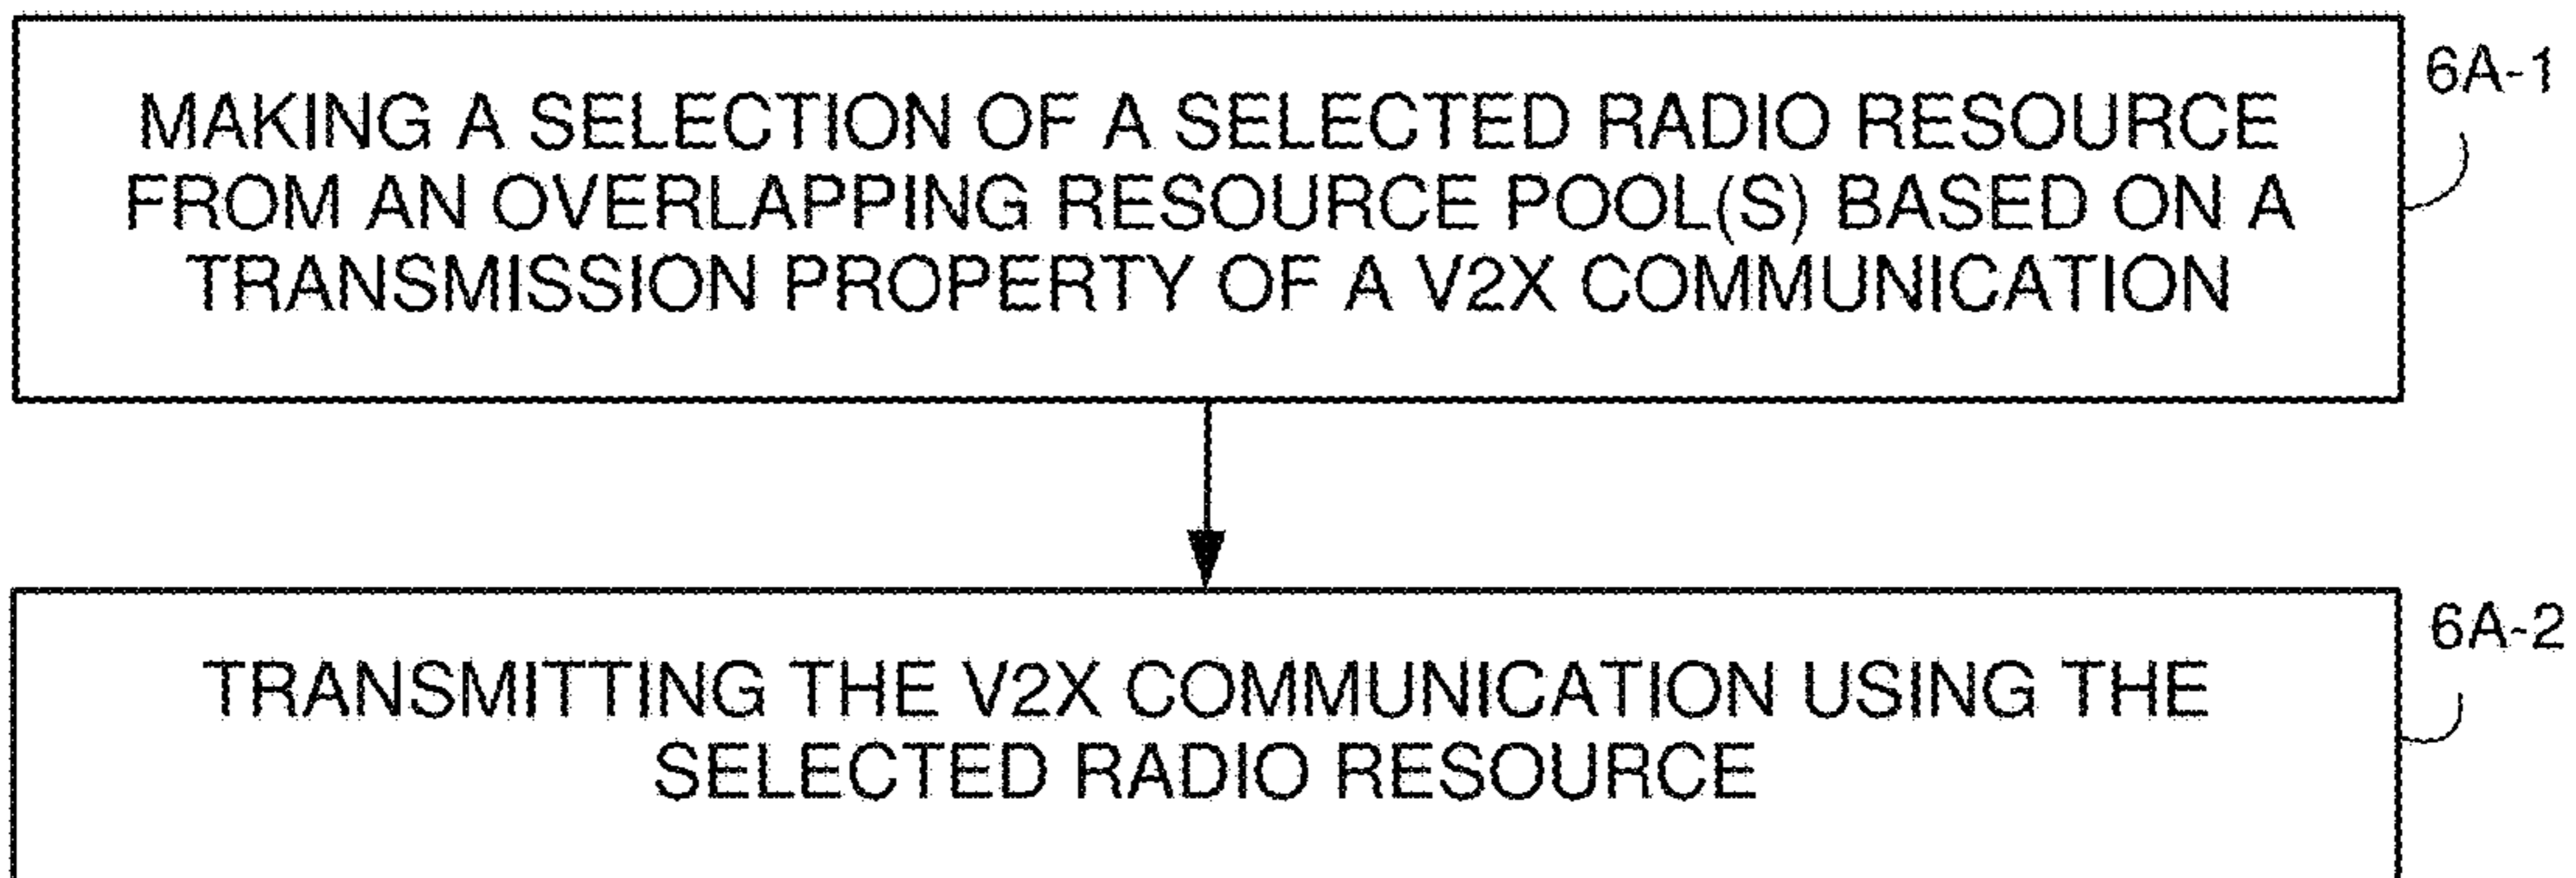 MAKING A SELECTION OF A SELECTED RADIO RESOURCE
FROM AN OVERLAPPING RESOURCE POOL(S) BASED ON A
TRANSMISSION PROPERTY OF A V2X COMMUNICATION
6A-1
TRANSMITTING THE V2X COMMUNICATION USING THE
SELECTED RADIO RESOURCE
6A-2